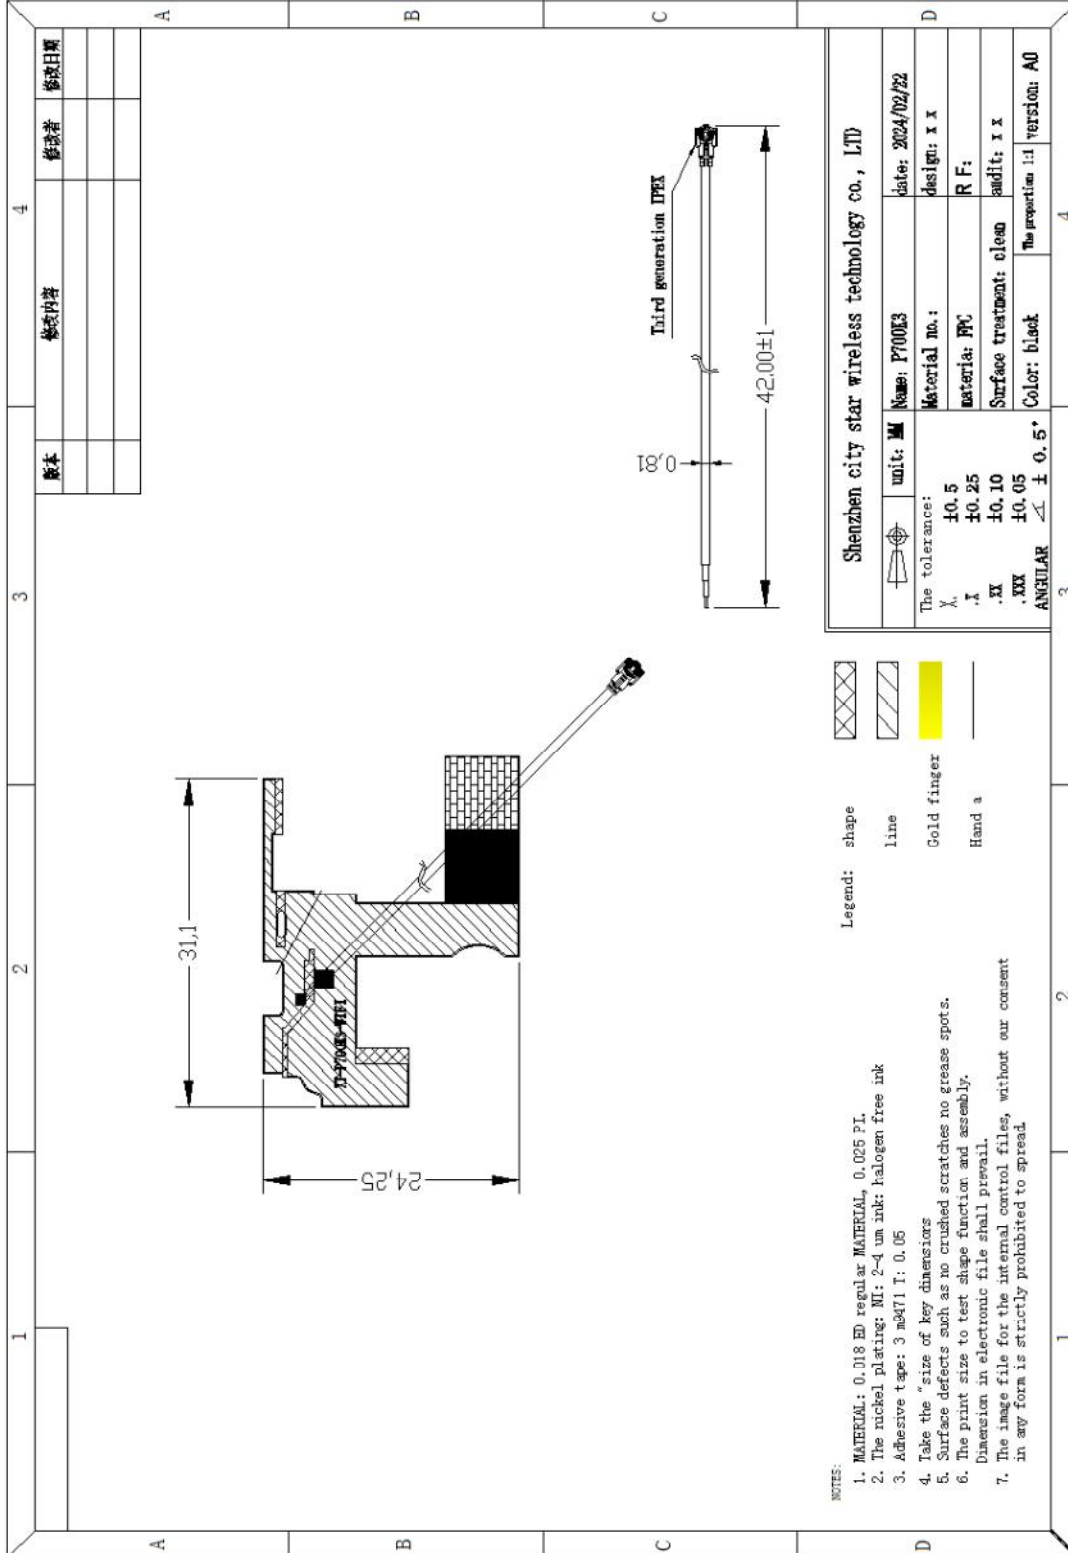 1
2
3
4
A
B
C
D
版本
修改内容
修改者
修改日期
31,1
24,25
Third generation IPEX
0,81
42.00±1
NOTES:
1. MATERIAL: 0.018 ED regular MATERIAL, 0.025 PI.
2. The nickel plating: NI: 2-4 um ink: halogen free ink
3. Adhesive tape: 3 m9471 T: 0.05
4. Take the "size of key dimensions
5. Surface defects such as no crushed scratches no grease spots.
6. The print size to test shape function and assembly.
Dimension in electronic file shall prevail.
7. The image file for the internal control files, without our consent
in any form is strictly prohibited to spread.
Legend:
shape
line
Gold finger
Hand a
Shenzhen city star wireless technology co., LTD
unit: MM
Name: P700E3
date: 2024/02/22
The tolerance:
X. ±0.5
.X ±0.25
.XX ±0.10
.XXX ±0.05
ANGULAR ∠ ± 0.5°
Material no.:
design: x x
materia: FPC
R F:
Surface treatment: clean
audit: x x
Color: black
The proportion 1:1
version: A0
A
B
C
D
1
2
3
4